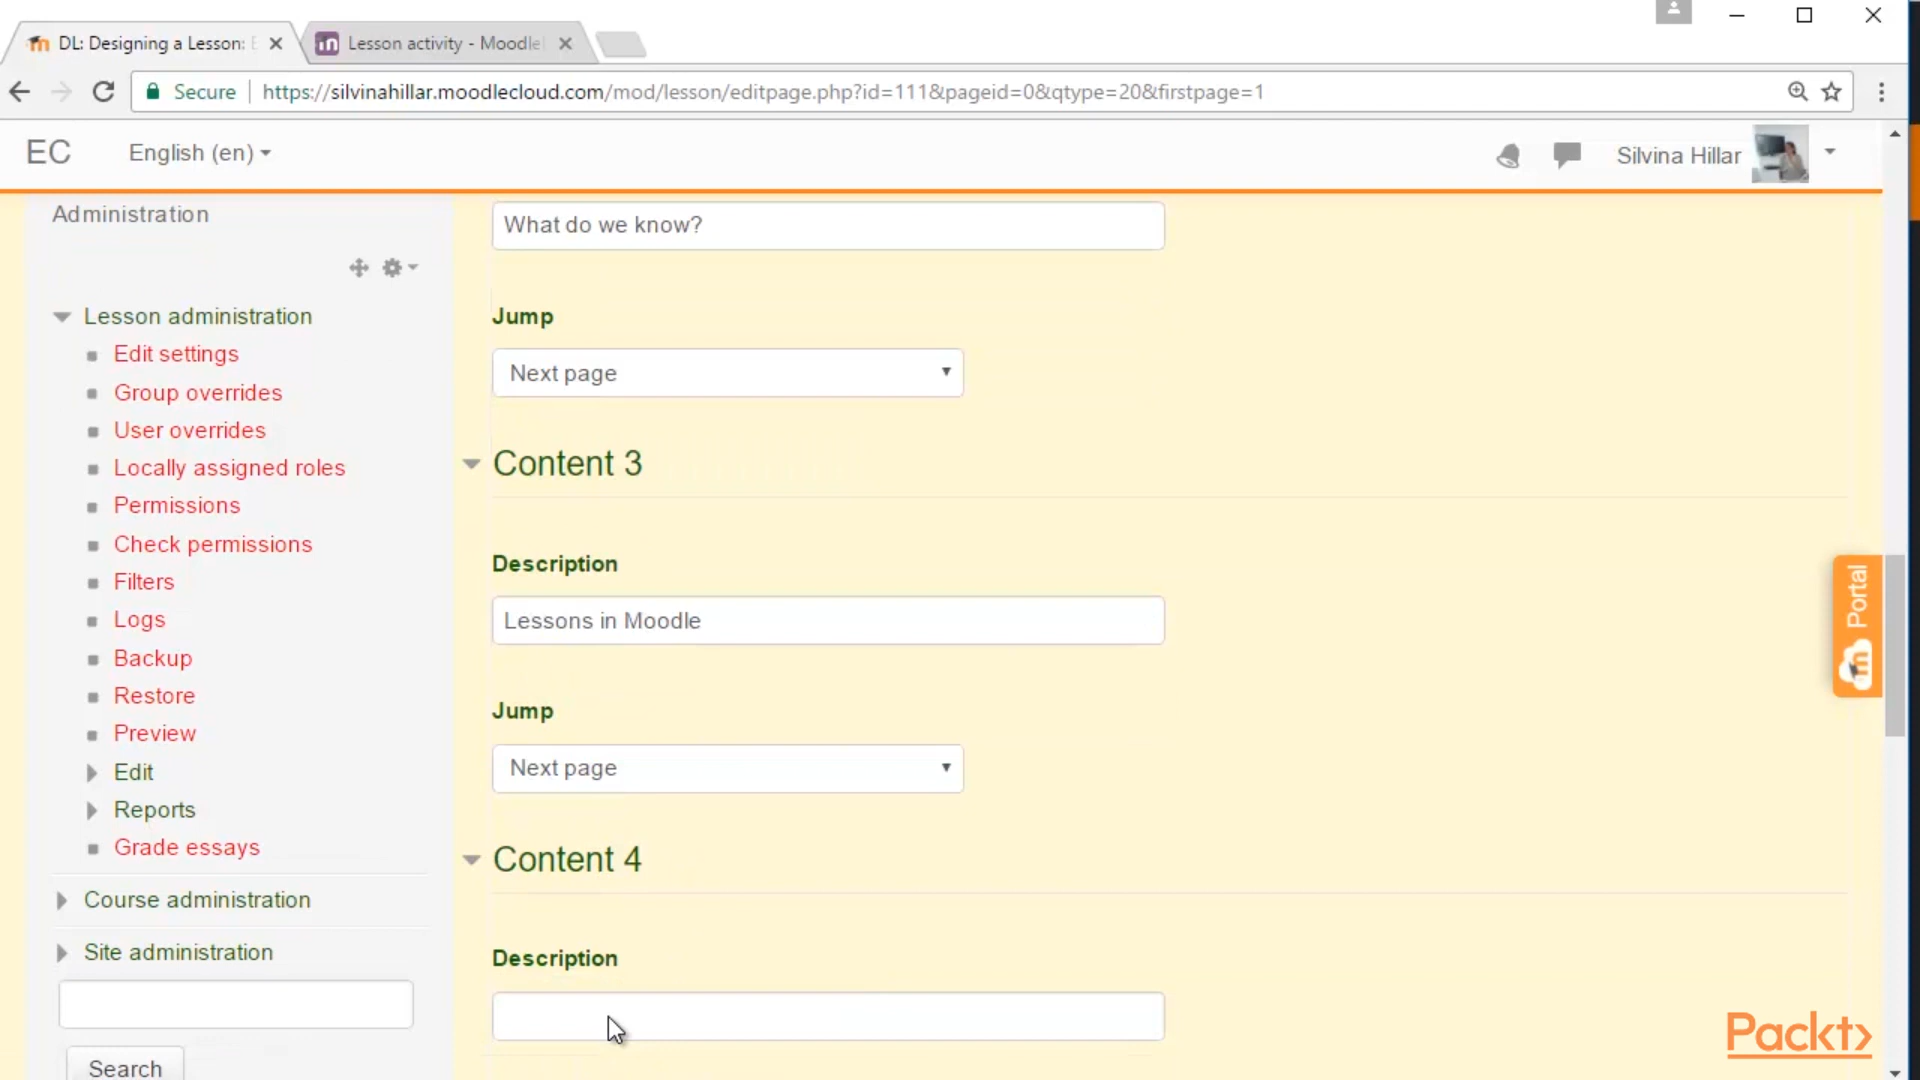 DL: Designing a Lesson:
Lesson activity - Moodle
Secure
https://silvinahillar.moodlecloud.com/mod/lesson/editpage.php?id=111&pageid=0&qtype=20&firstpage=1
EC
English (en)
Silvina Hillar
Administration
Lesson administration
Edit settings
Group overrides
User overrides
Locally assigned roles
Permissions
Check permissions
Filters
Logs
Backup
Restore
Preview
Edit
Reports
Grade essays
Course administration
Site administration
Search
What do we know?
Jump
Next page
Content 3
Description
Lessons in Moodle
Jump
Next page
Content 4
Description
Portal
Packt>